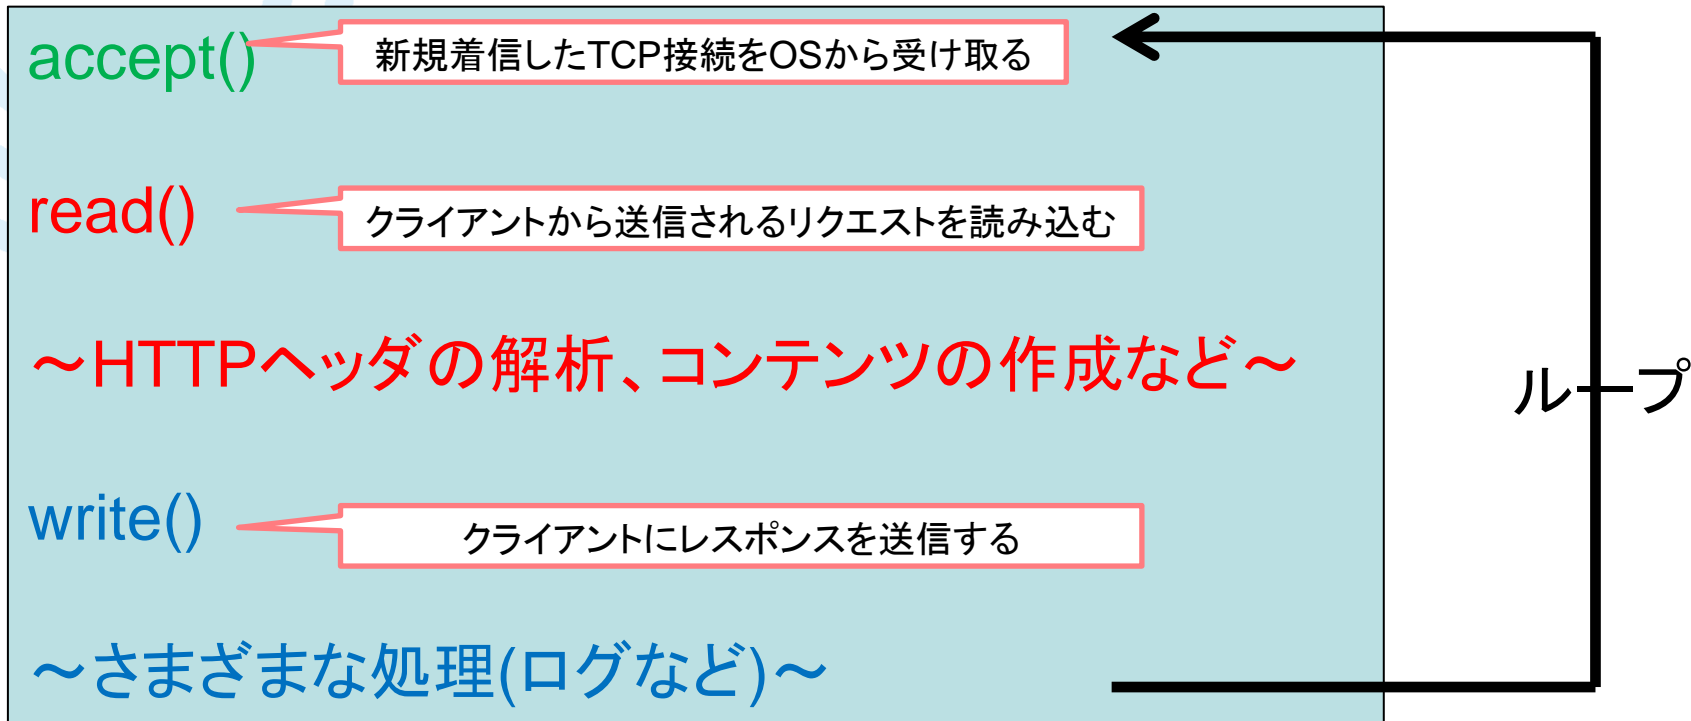 accept()
新規着信したTCP接続をOSから受け取る
read()
クライアントから送信されるリクエストを読み込む
～HTTPヘッダの解析、コンテンツの作成など～
ループ
write()
クライアントにレスポンスを送信する
～さまざまな処理(ログなど)～